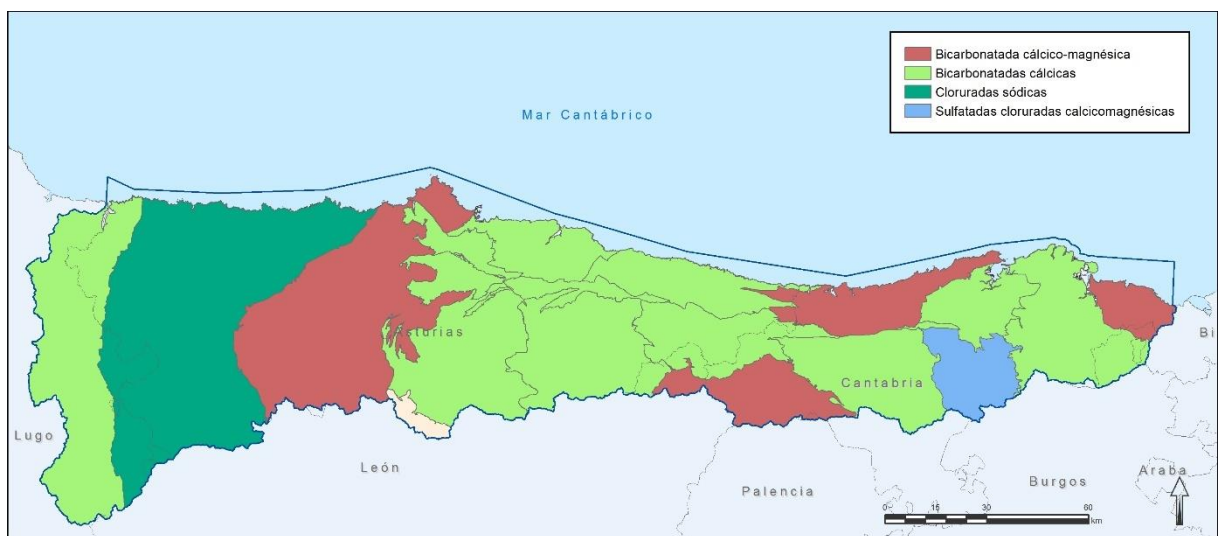 Bicarbonatada cálcico-magnésica
Bicarbonatadas cálcicas
Cloruradas sódicas
Sulfatadas cloruradas calcicomagnésicas
Mar Cantábrico
Asturias
Bi
Cantabria
Lugo
León
Palencia
Burgos
Araba
0 15 30 60
km